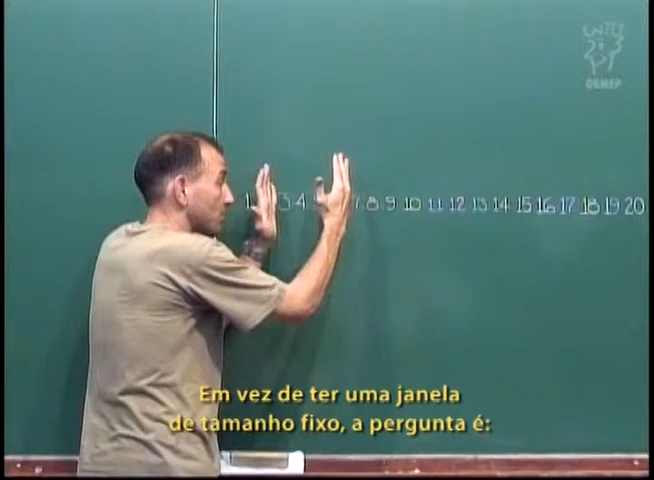 OBMEP
1 3 4 7 8 9 10 11 12 13 14 15 16 17 18 19 20
Em vez de ter uma janela
de tamanho fixo, a pergunta é: